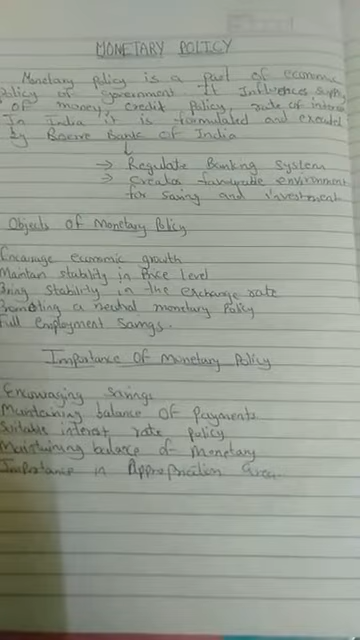 MONETARY POLICY
Monetary Policy is a part of economic
Policy of government. It Influences supply
of money, credit Policy, rate of interes
In India it is formulated and executed
by Reserve Bank Of India
→ Regulate Banking System
→ Creator favourable environment
for saving and investment
Objects of Monetary Policy
Encourage economic growth
Maintan stability in Price Level
Bring Stability in the exchange rate
Promoting a neutral monetary Policy
Full Employment Savings.
Importance Of Monetary Policy
Encouraging Savings
Maintaining balance Of Payments
Suitable interest rate policy
Maintaining balance of Monetary
Importance in